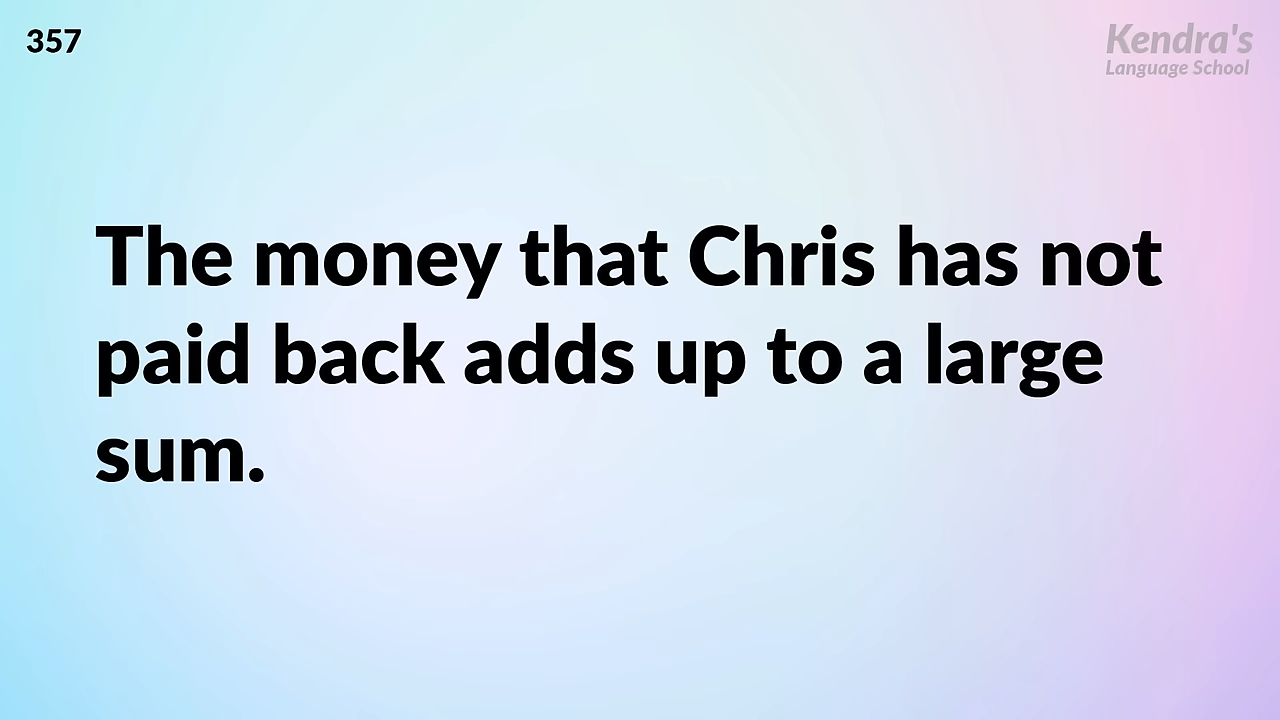 357
Kendra's
Language School
The money that Chris has not
paid back adds up to a large
sum.